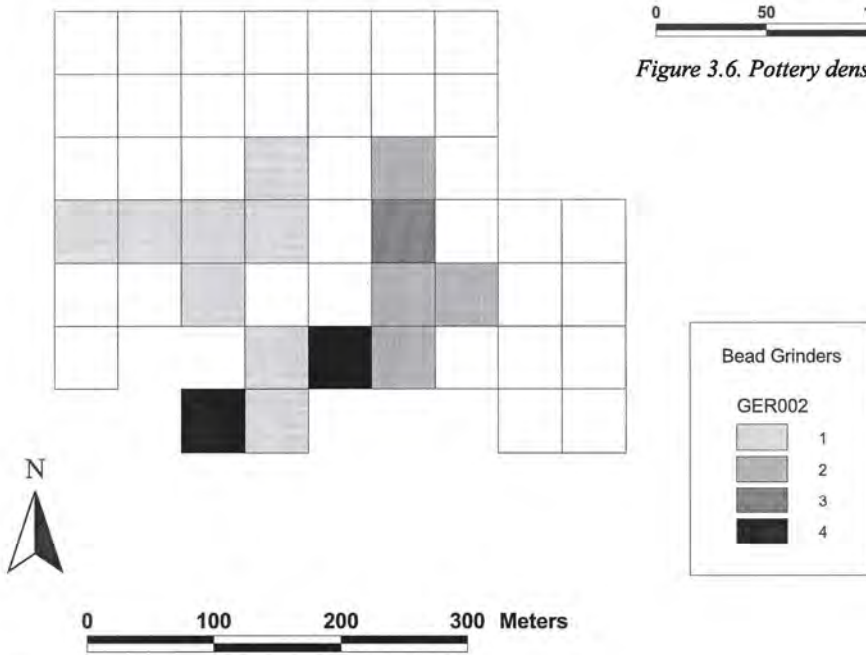 0 50
Figure 3.6. Pottery dens
Bead Grinders
GER002
1
2
3
4
N
0 100 200 300 Meters